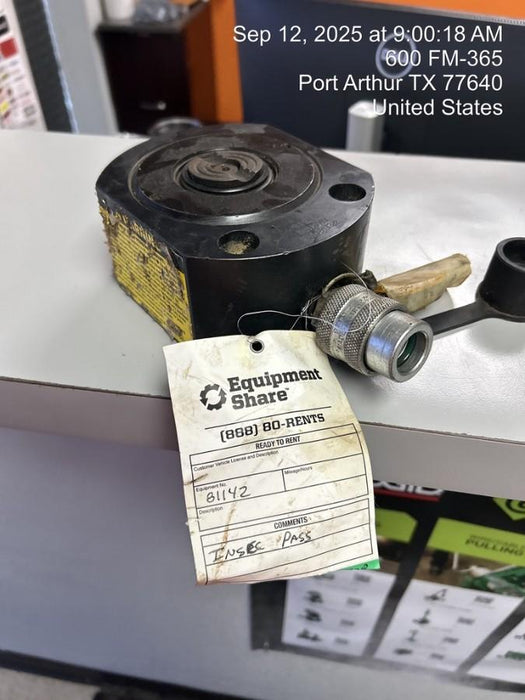 Sep 12, 2025 at 9:00:18 AM
600 FM-365
Port Arthur TX 77640
United States
Equipment
Share
(888) 80-RENTS
READY TO RENT
Customer Vehicle License and Description
Equipment No.
Mileage/Hours
81142
Description
COMMENTS:
INSEC PASS
PULLING